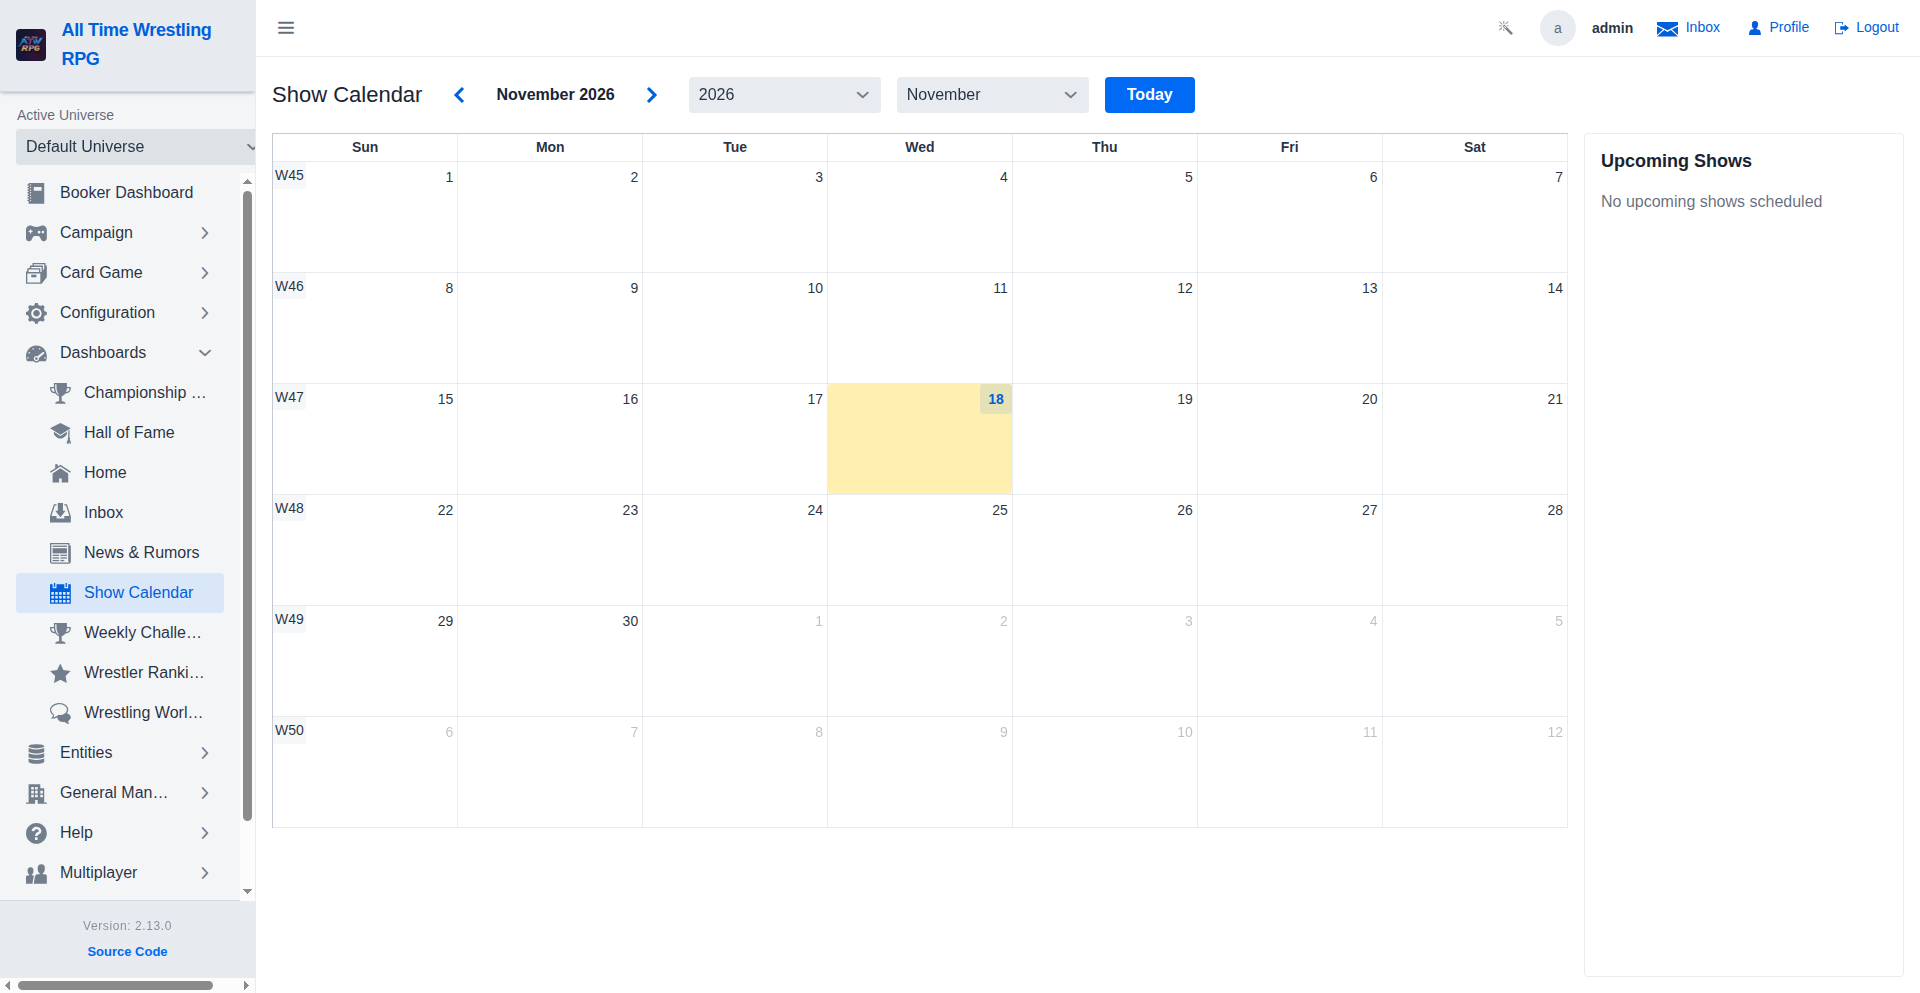 All Time Wrestling
RPG
Active Universe
Default Universe
Booker Dashboard
Campaign
Card Game
Configuration
Dashboards
Championship …
Hall of Fame
Home
Inbox
News & Rumors
Show Calendar
Weekly Challe…
Wrestler Ranki…
Wrestling Worl…
Entities
General Man…
Help
Multiplayer
Version: 2.13.0
Source Code
a admin Inbox Profile Logout
Show Calendar November 2026 2026 November Today
Sun Mon Tue Wed Thu Fri Sat
W45 1 2 3 4 5 6 7
W46 8 9 10 11 12 13 14
W47 15 16 17 18 19 20 21
W48 22 23 24 25 26 27 28
W49 29 30 1 2 3 4 5
W50 6 7 8 9 10 11 12
Upcoming Shows
No upcoming shows scheduled